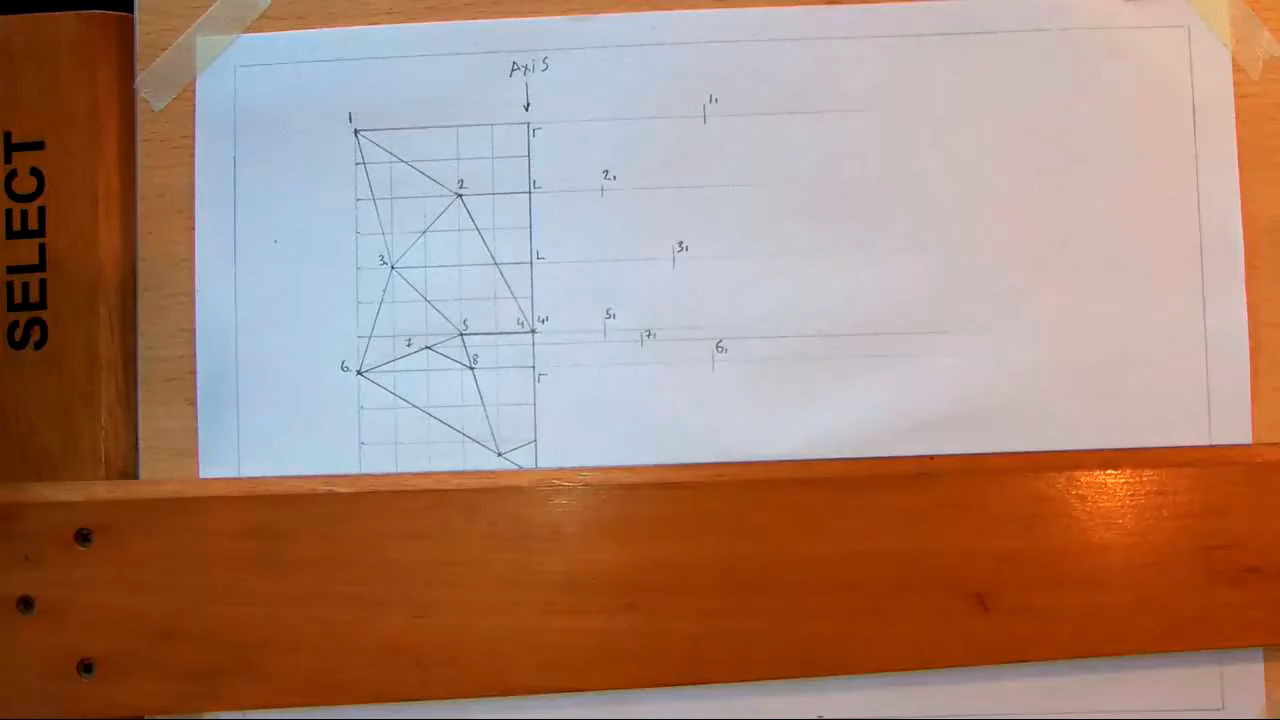 SELECT
Axis
1 1,
2 2,
3. 3,
5 4 4' 5,
7 7,
6. 8 6,